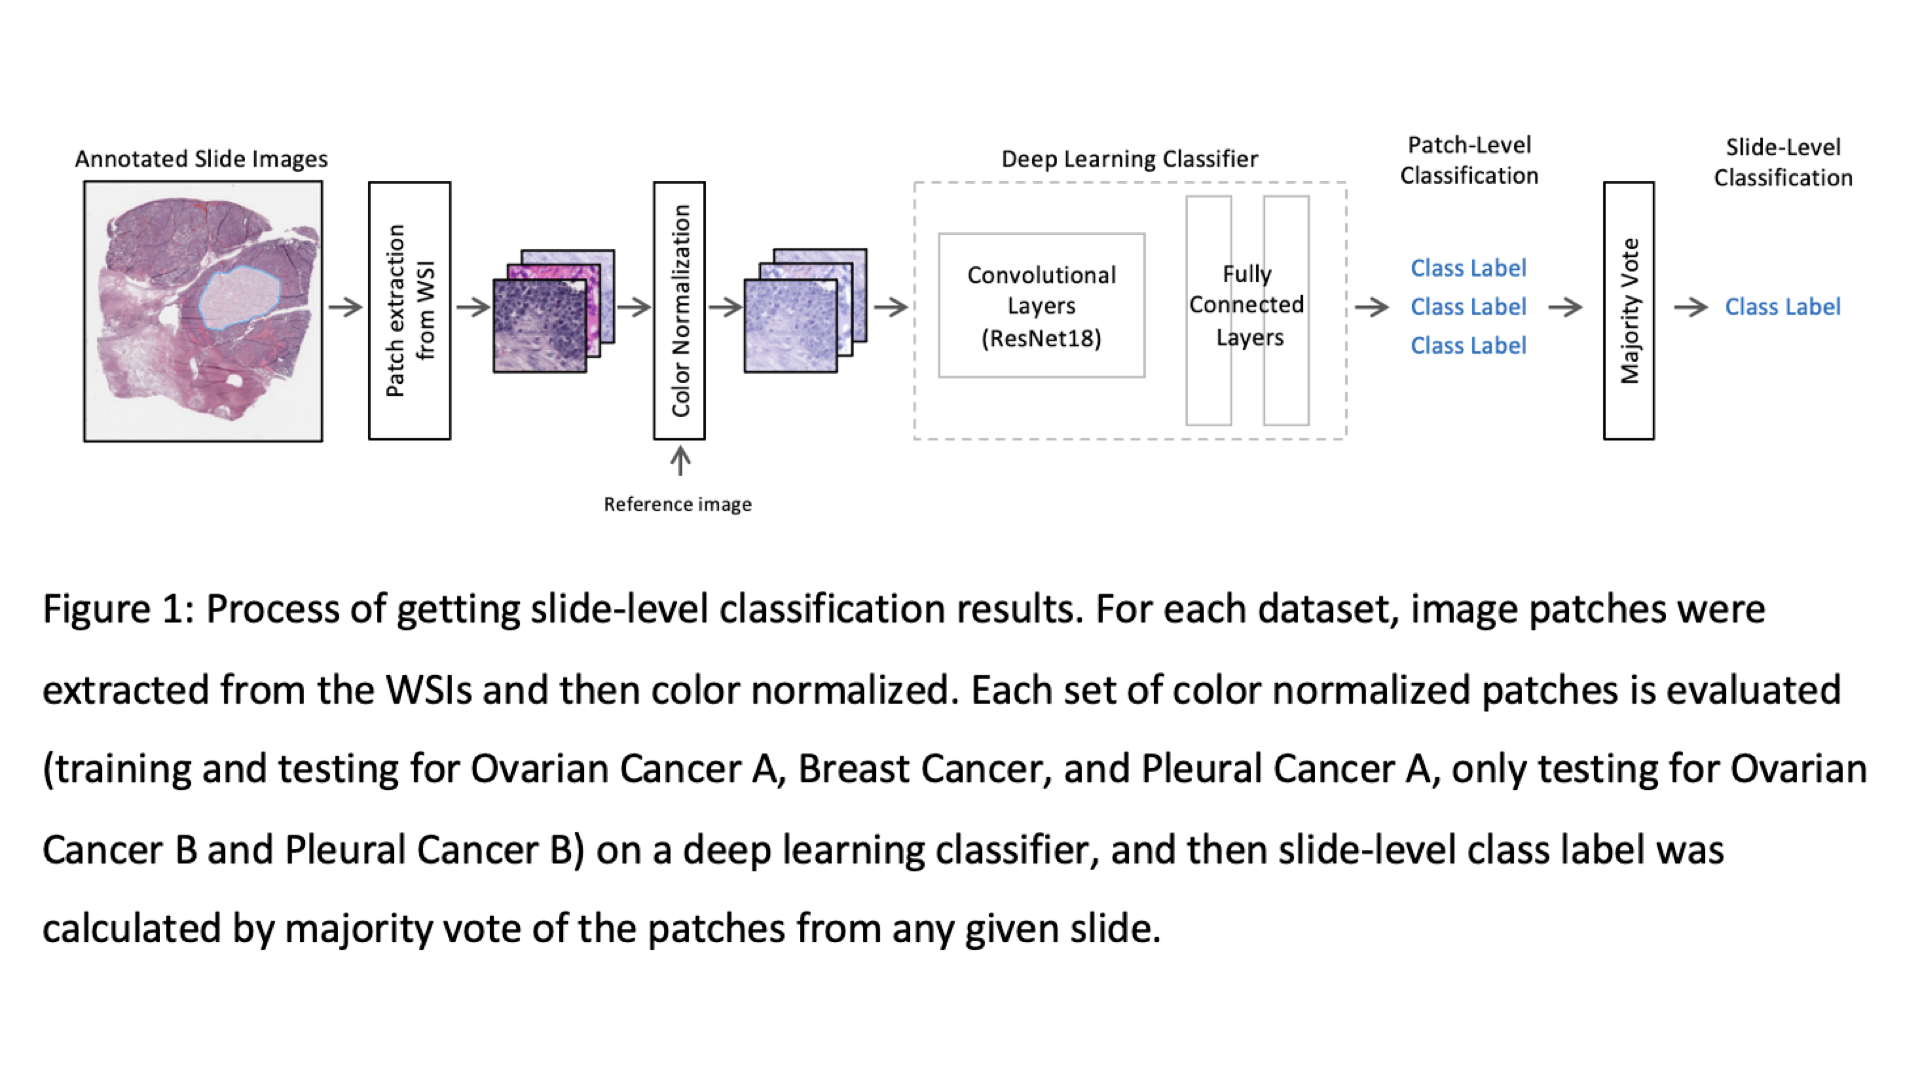 Annotated Slide Images
Patch extraction
from WSI
Color Normalization
Reference image
Deep Learning Classifier
Convolutional
Layers
(ResNet18)
Fully
Connected
Layers
Patch-Level
Classification
Class Label
Class Label
Class Label
Majority Vote
Slide-Level
Classification
Class Label
Figure 1: Process of getting slide-level classification results. For each dataset, image patches were
extracted from the WSIs and then color normalized. Each set of color normalized patches is evaluated
(training and testing for Ovarian Cancer A, Breast Cancer, and Pleural Cancer A, only testing for Ovarian
Cancer B and Pleural Cancer B) on a deep learning classifier, and then slide-level class label was
calculated by majority vote of the patches from any given slide.